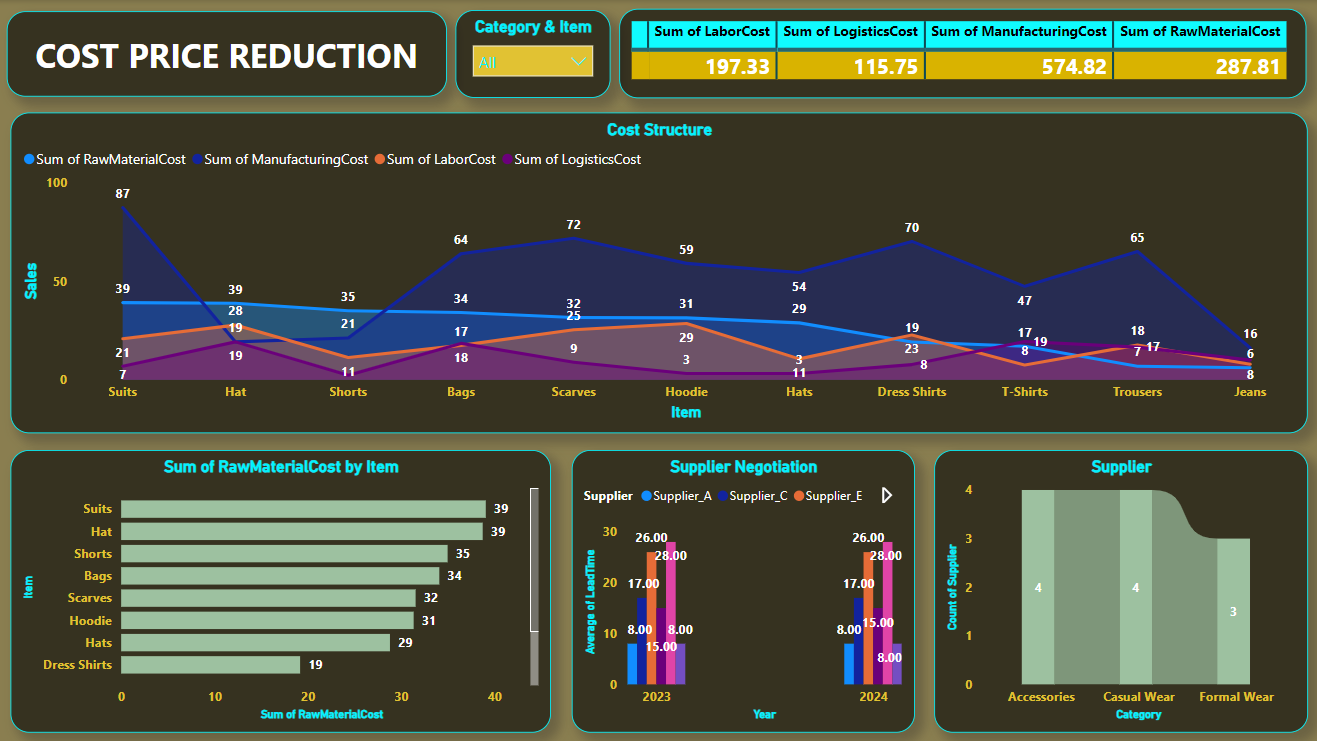 COST PRICE REDUCTION
Category & Item
All
Sum of LaborCost Sum of LogisticsCost Sum of ManufacturingCost Sum of RawMaterialCost
197.33 115.75 574.82 287.81
Cost Structure
Sum of RawMaterialCost Sum of ManufacturingCost Sum of LaborCost Sum of LogisticsCost
Sales
100
50
0
87
39
21
7
39
28
19
19
35
21
11
64
34
17
18
72
32
25
9
59
31
29
3
54
29
3
11
70
19
23
8
47
17
19
8
65
18
17
7
16
6
8
Suits Hat Shorts Bags Scarves Hoodie Hats Dress Shirts T-Shirts Trousers Jeans
Item
Sum of RawMaterialCost by Item
Item
Suits 39
Hat 39
Shorts 35
Bags 34
Scarves 32
Hoodie 31
Hats 29
Dress Shirts 19
0 10 20 30 40
Sum of RawMaterialCost
Supplier Negotiation
Supplier Supplier_A Supplier_C Supplier_E
Average of LeadTime
30
20
10
0
26.00
28.00
17.00
8.00 8.00
15.00
26.00
28.00
17.00
15.00
8.00
8.00
2023 2024
Year
Supplier
Count of Supplier
4
3
2
1
0
4 4 3
Accessories Casual Wear Formal Wear
Category